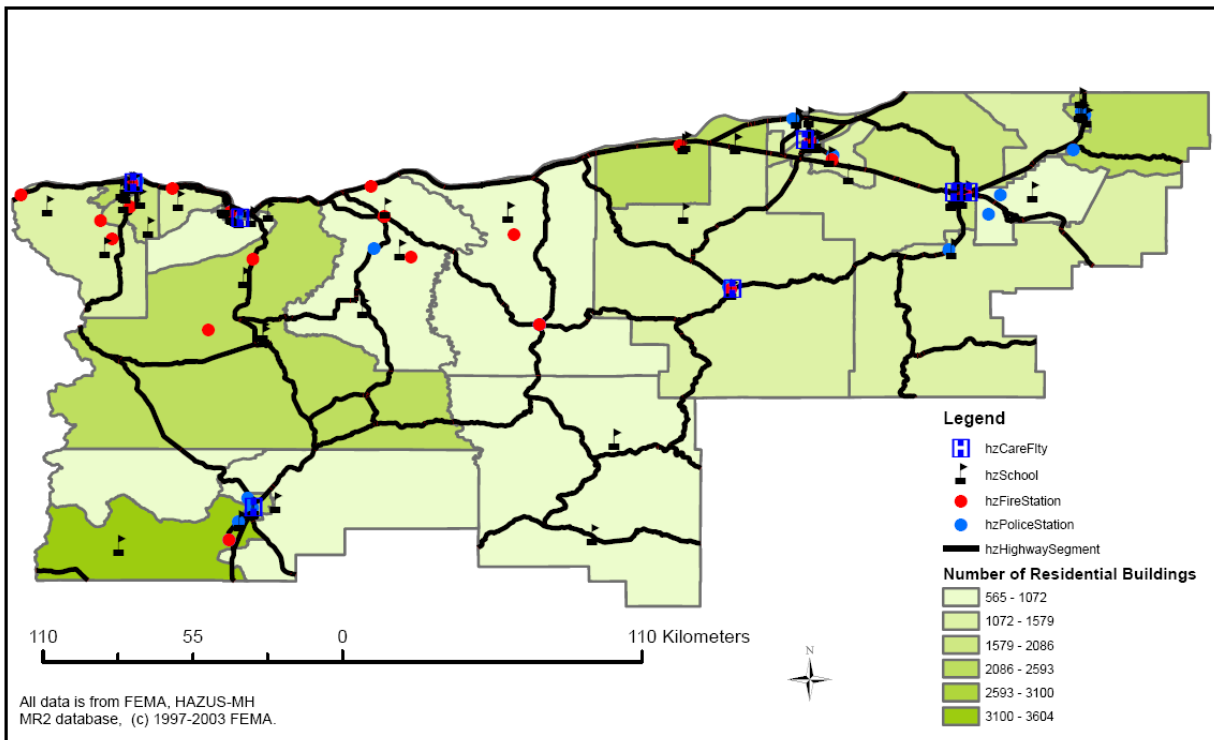 Legend
H hzCareFlty
hzSchool
hzFireStation
hzPoliceStation
hzHighwaySegment
Number of Residential Buildings
565 - 1072
1072 - 1579
1579 - 2086
2086 - 2593
2593 - 3100
3100 - 3604
110 55 0 110 Kilometers
N
All data is from FEMA, HAZUS-MH
MR2 database, (c) 1997-2003 FEMA.